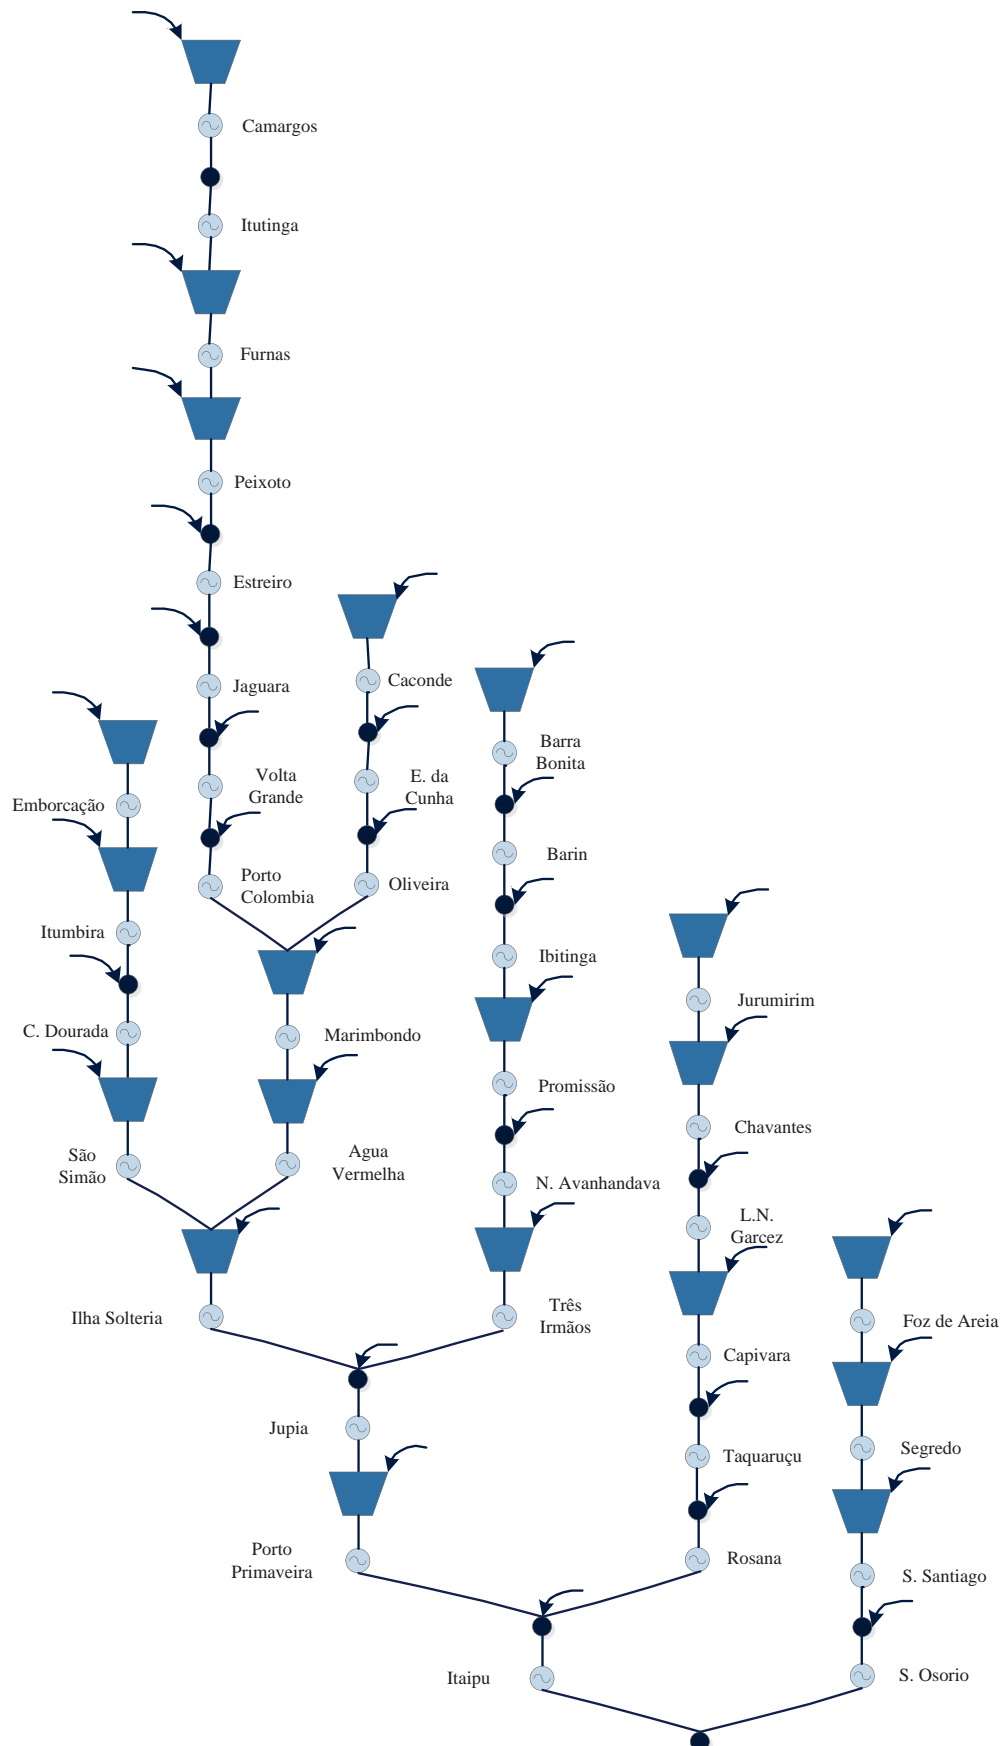 Camargos
Itutinga
Furnas
Peixoto
Estreiro
Caconde
Jaguara
Barra
Bonita
Volta
Grande
E. da
Cunha
Emborcação
Barin
Porto
Colombia
Oliveira
Itumbira
Ibitinga
Jurumirim
C. Dourada
Marimbondo
Promissão
Chavantes
São
Simão
Agua
Vermelha
N. Avanhandava
L.N.
Garcez
Ilha Solteria
Três
Irmãos
Foz de Areia
Capivara
Jupia
Taquaruçu
Segredo
Porto
Primaveira
Rosana
S. Santiago
Itaipu
S. Osorio